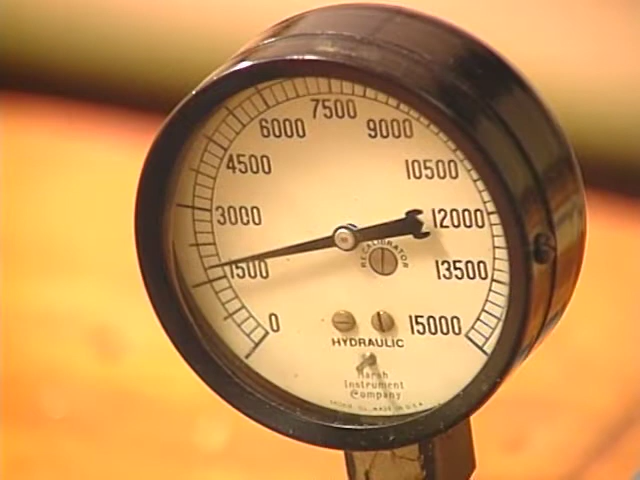 7500
6000
9000
4500
10500
3000
12000
RECALIBRATOR
1500
13500
0
15000
HYDRAULIC
Marsh
Instrument
Company